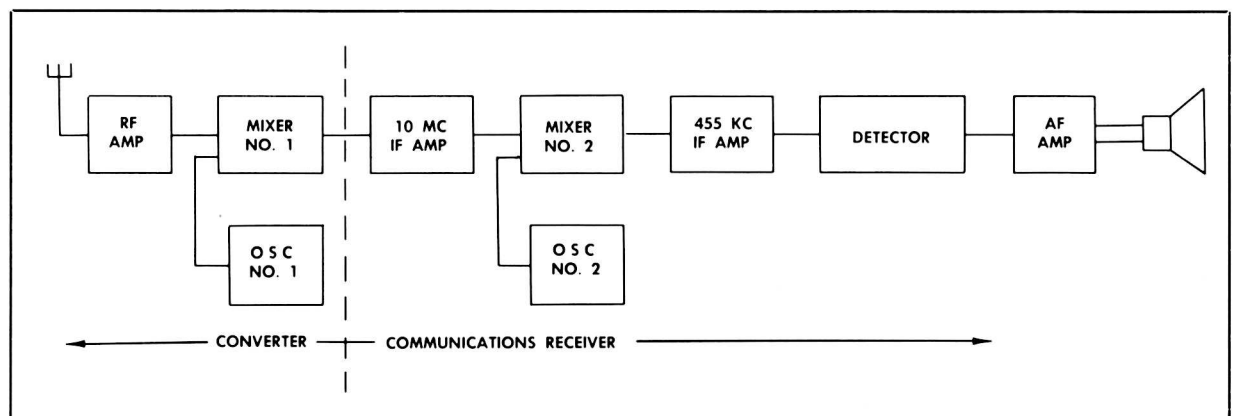 RF
AMP
MIXER
NO. 1
10 MC
IF AMP
MIXER
NO. 2
455 KC
IF AMP
DETECTOR
AF
AMP
OSC
NO. 1
OSC
NO. 2
CONVERTER
COMMUNICATIONS RECEIVER